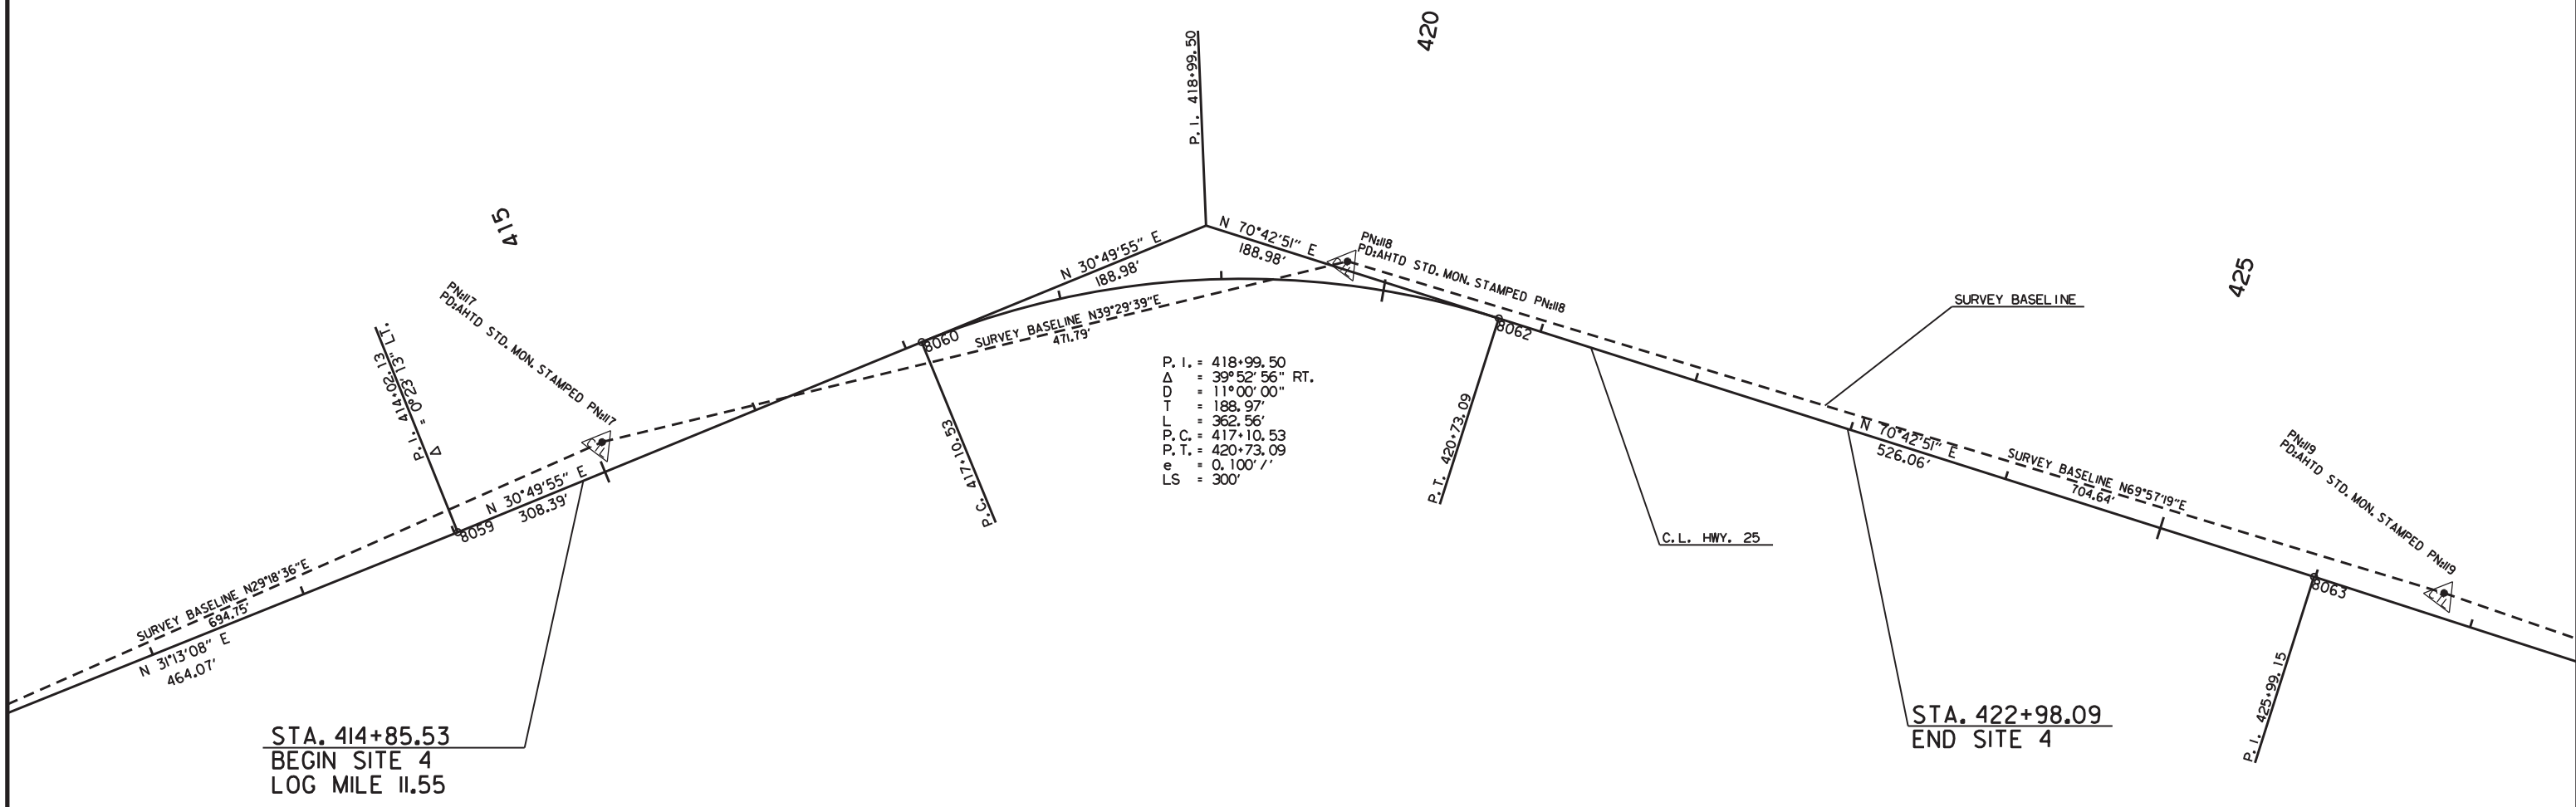 420
P. I. 418+99.50
415
N 70°42'51" E
188.98'
N 30°49'55" E
188.98'
PN:118
PD:AHTD STD. MON. STAMPED PN:118
425
PN:117
PD:AHTD STD. MON. STAMPED PN:117
SURVEY BASELINE
SURVEY BASELINE N39°29'39"E
471.79'
8060
8062
P. I. 414+02.13
Δ = 0°23'13" LT.
P. I. = 418+99.50
Δ = 39°52'56" RT.
D = 11°00'00"
T = 188.97'
L = 362.56'
P. C. = 417+10.53
P. T. = 420+73.09
e = 0.100'/'
LS = 300'
P. C. 417+10.53
P. T. 420+73.09
N 70°42'51" E
526.06'
SURVEY BASELINE N69°57'19"E
704.64'
PN:119
PD:AHTD STD. MON. STAMPED PN:119
N 30°49'55" E
308.39'
8059
C.L. HWY. 25
8063
SURVEY BASELINE N29°18'36"E
694.75'
N 31°13'08" E
464.07'
P. I. 425+99.15
STA. 414+85.53
BEGIN SITE 4
LOG MILE 11.55
STA. 422+98.09
END SITE 4